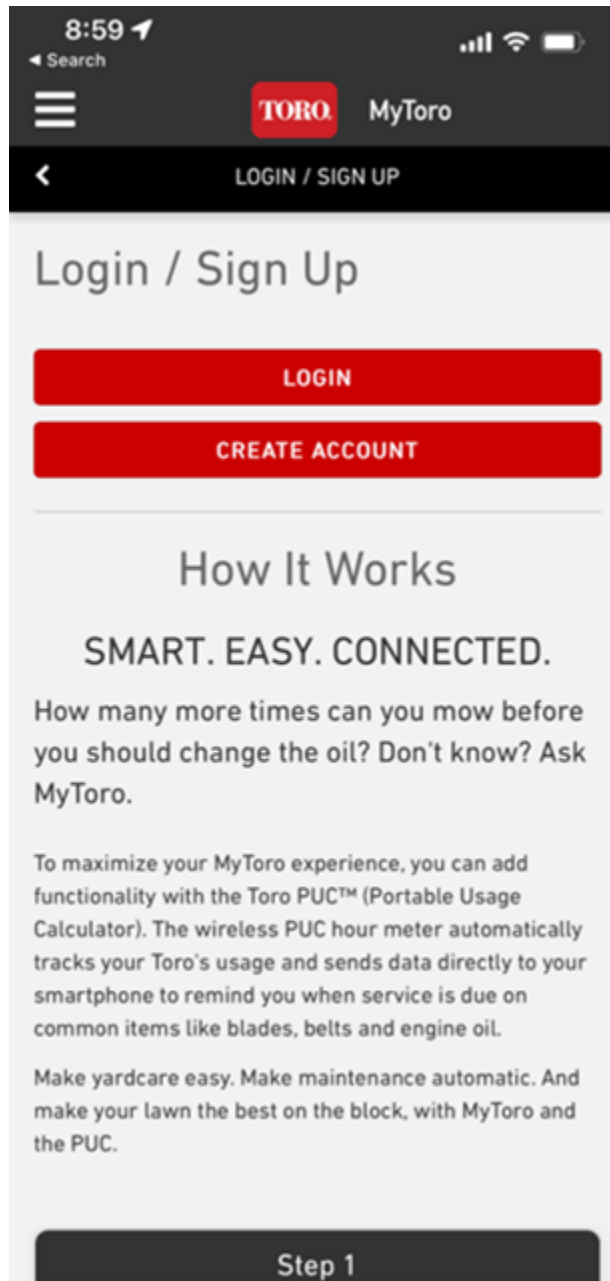 8:59
◄ Search
TORO. MyToro
LOGIN / SIGN UP
Login / Sign Up
LOGIN
CREATE ACCOUNT
How It Works
SMART. EASY. CONNECTED.
How many more times can you mow before
you should change the oil? Don't know? Ask
MyToro.
To maximize your MyToro experience, you can add
functionality with the Toro PUC™ (Portable Usage
Calculator). The wireless PUC hour meter automatically
tracks your Toro's usage and sends data directly to your
smartphone to remind you when service is due on
common items like blades, belts and engine oil.
Make yardcare easy. Make maintenance automatic. And
make your lawn the best on the block, with MyToro and
the PUC.
Step 1